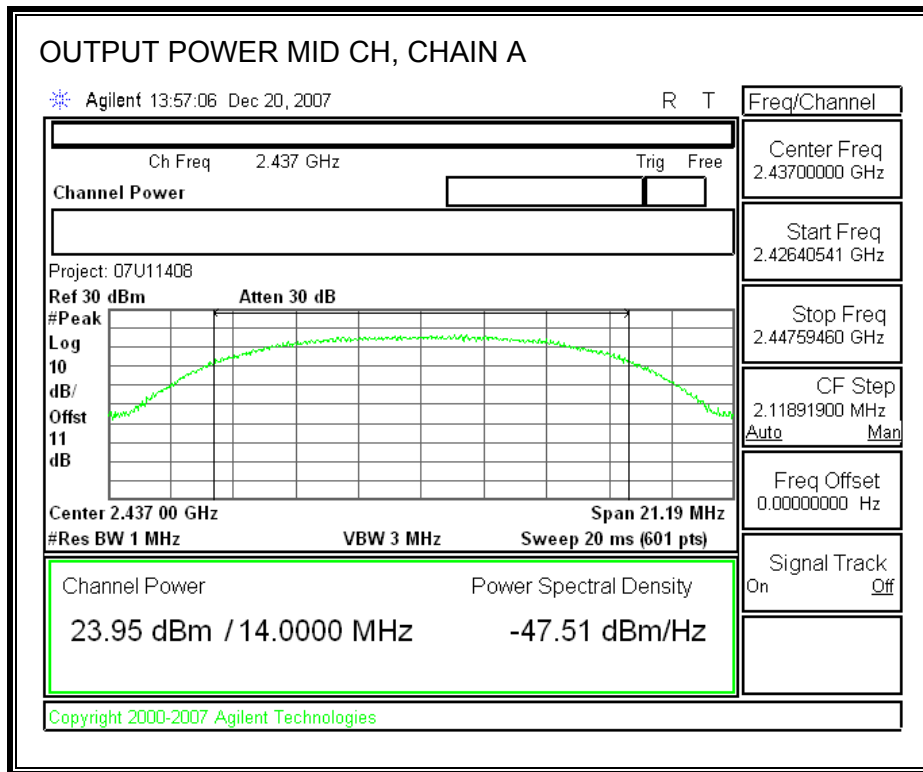 OUTPUT POWER MID CH, CHAIN A
Agilent 13:57:06 Dec 20, 2007 R T
Freq/Channel
Ch Freq 2.437 GHz Trig Free
Channel Power
Center Freq
2.43700000 GHz
Start Freq
2.42640541 GHz
Project: 07U11408
Ref 30 dBm Atten 30 dB
#Peak
Log
10
dB/
Offst
11
dB
Stop Freq
2.44759460 GHz
CF Step
2.11891900 MHz
Auto Man
Freq Offset
0.00000000 Hz
Center 2.437 00 GHz Span 21.19 MHz
#Res BW 1 MHz VBW 3 MHz Sweep 20 ms (601 pts)
Signal Track
On Off
Channel Power Power Spectral Density
23.95 dBm / 14.0000 MHz -47.51 dBm/Hz
Copyright 2000-2007 Agilent Technologies